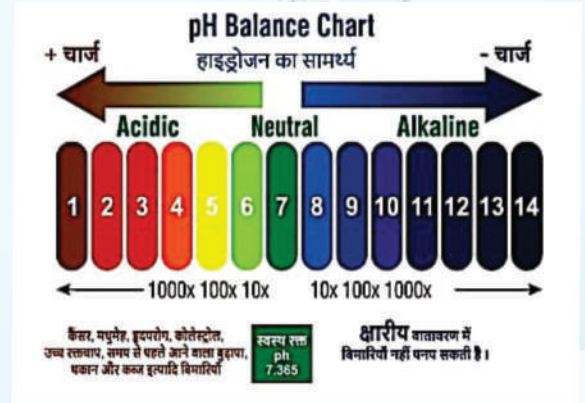 pH Balance Chart
+ चार्ज
हाइड्रोजन का सामर्थ्य
- चार्ज
Acidic Neutral Alkaline
1 2 3 4 5 6 7 8 9 10 11 12 13 14
1000x 100x 10x 10x 100x 1000x
कैंसर, मधुमेह, हृदयरोग, कोलेस्ट्रोल,
उच्च रक्तचाप, समय से पहले आने वाला बुढ़ापा,
थकान और कब्ज इत्यादि बिमारियाँ
स्वस्थ रक्त
ph
7.365
क्षारीय वातावरण में
बिमारियाँ नहीं पनप सकती है।